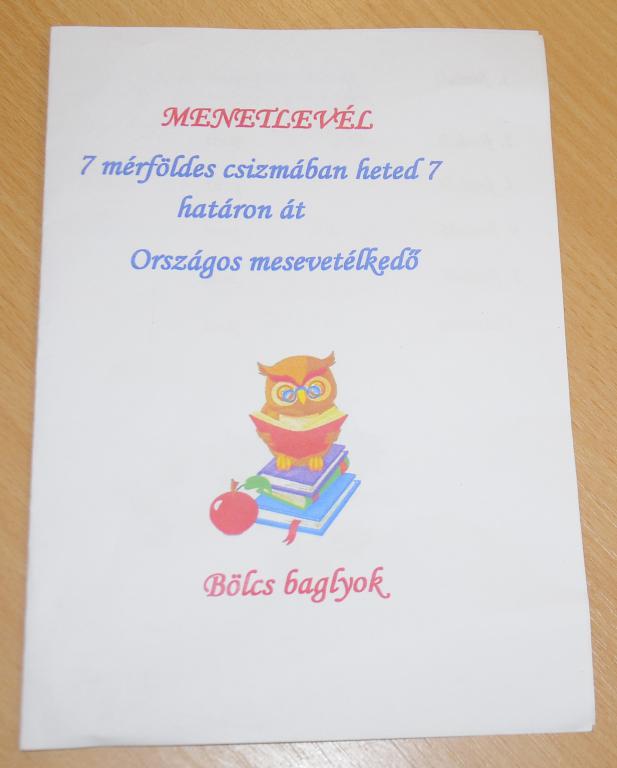 MENETLEVÉL
7 mérföldes csizmában heted 7
határon át
Országos mesevetélkedő
Bölcs baglyok